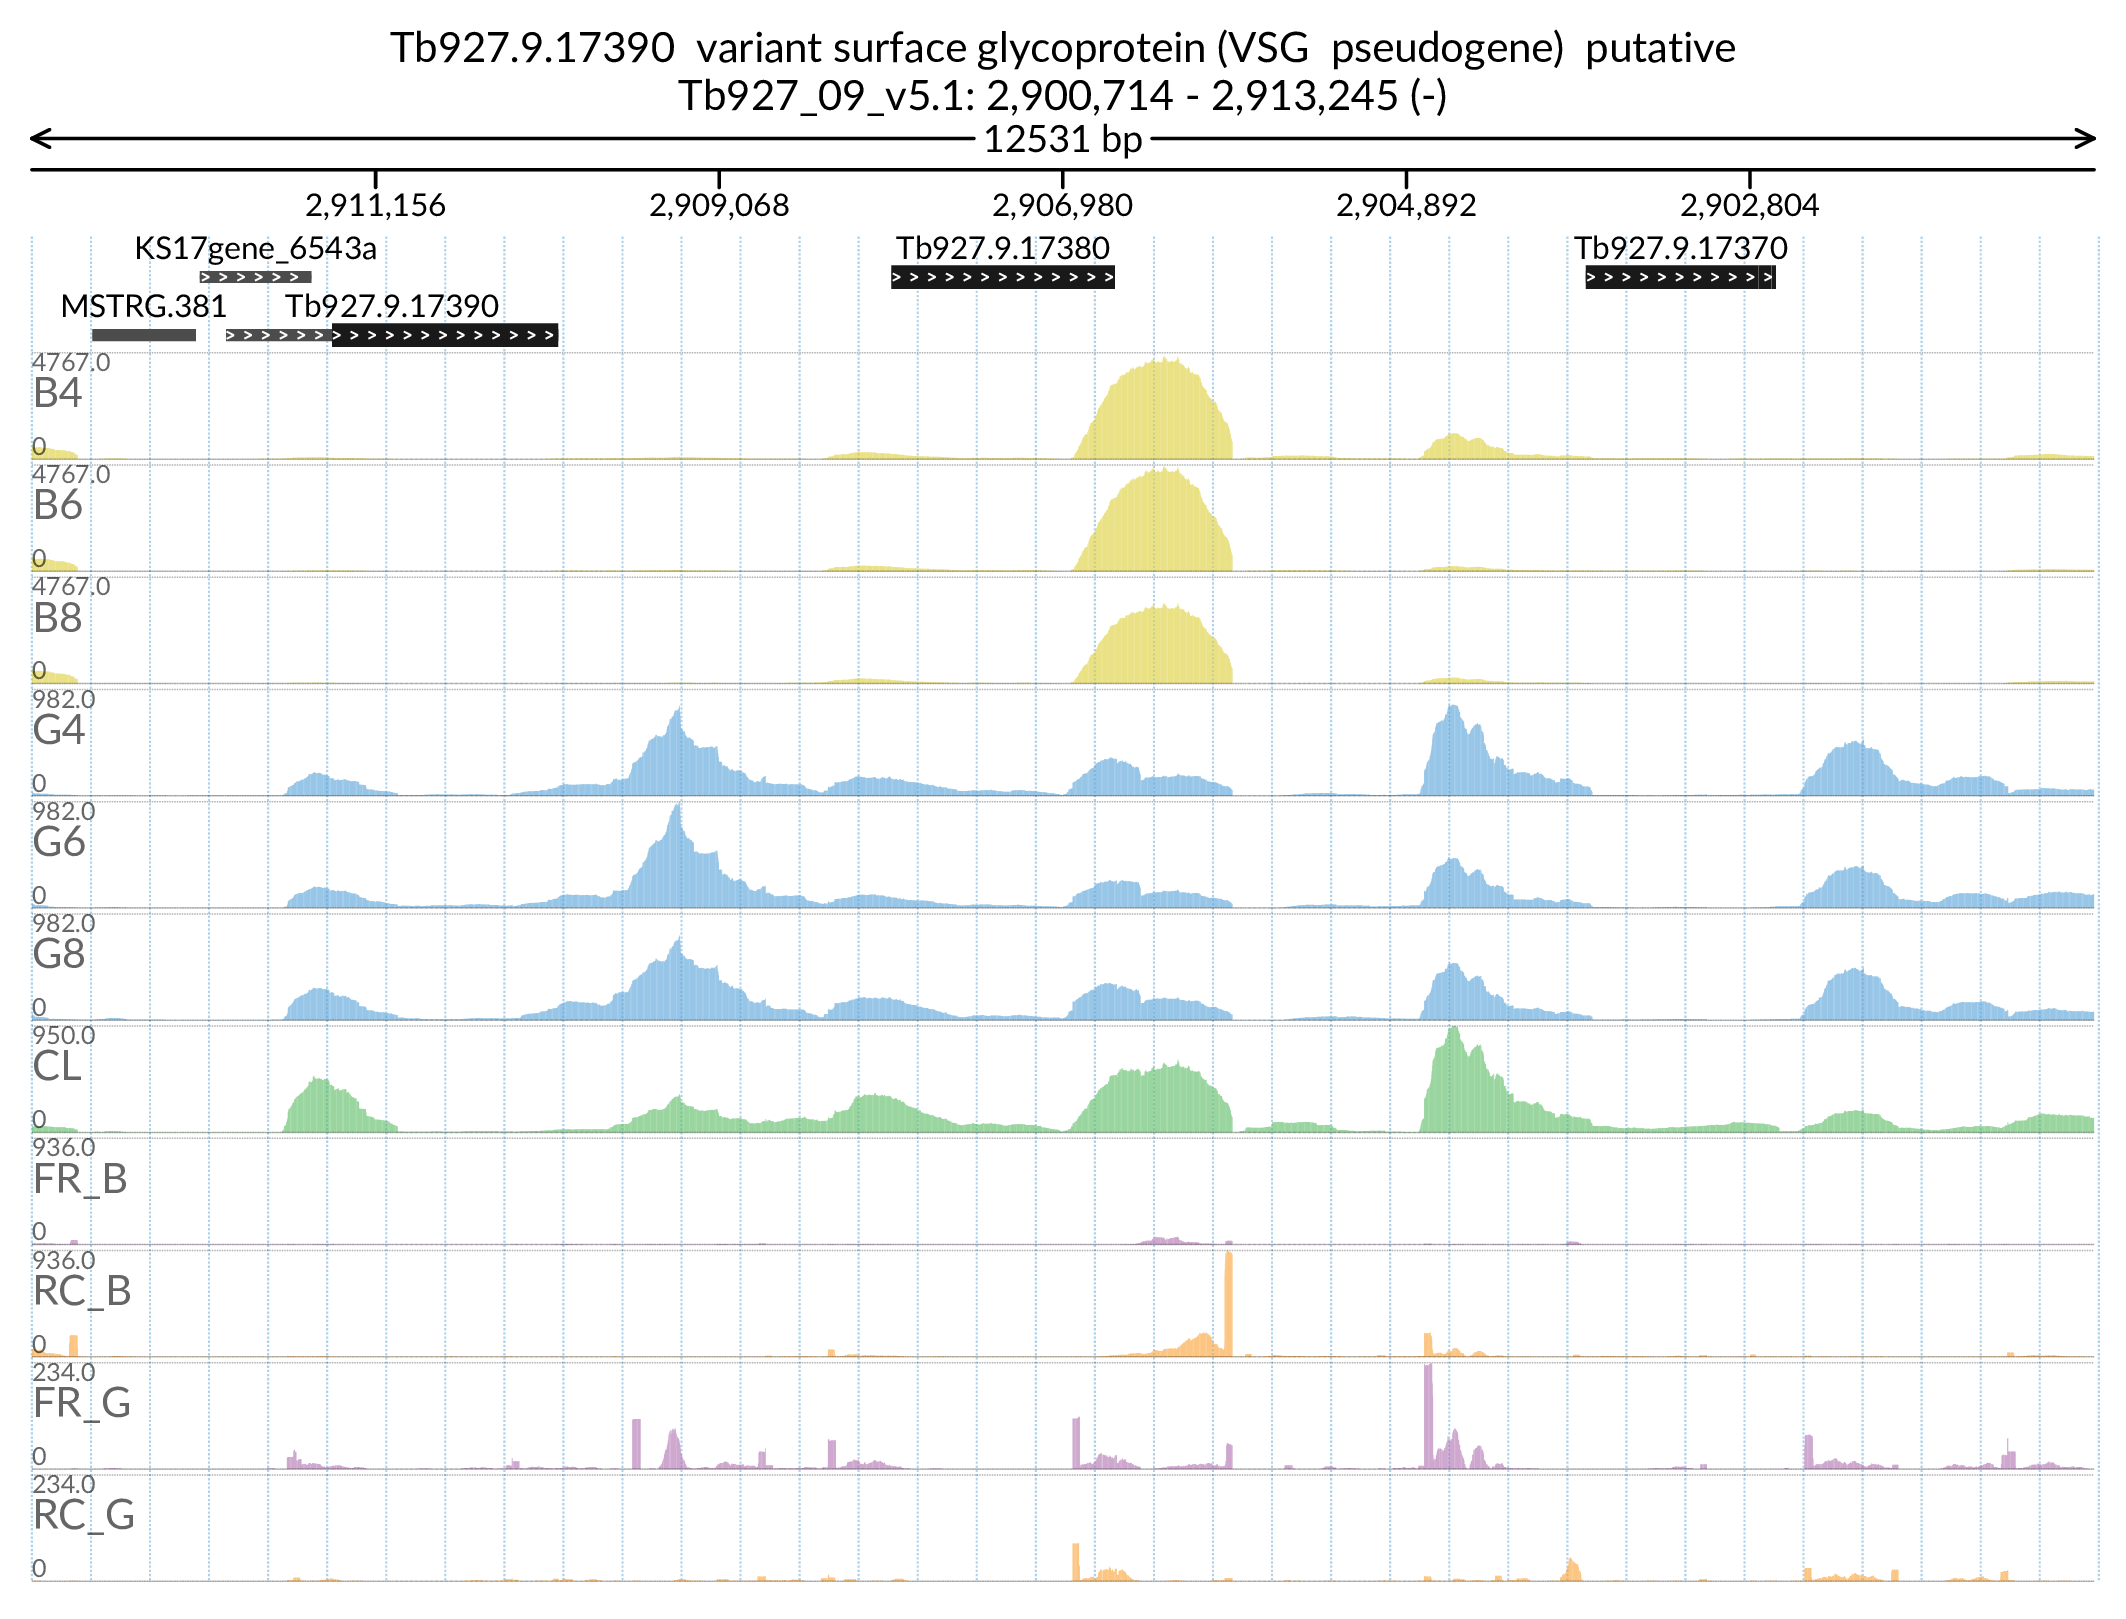 Tb927.9.17390 variant surface glycoprotein (VSG pseudogene) putative
Tb927_09_v5.1: 2,900,714 - 2,913,245 (-)
12531 bp
2,911,156 2,909,068 2,906,980 2,904,892 2,902,804
KS17gene_6543a Tb927.9.17380 Tb927.9.17370
MSTRG.381 Tb927.9.17390
4767.0
B4
0
4767.0
B6
0
4767.0
B8
0
982.0
G4
0
982.0
G6
0
982.0
G8
0
950.0
CL
0
936.0
FR_B
0
936.0
RC_B
0
234.0
FR_G
0
234.0
RC_G
0